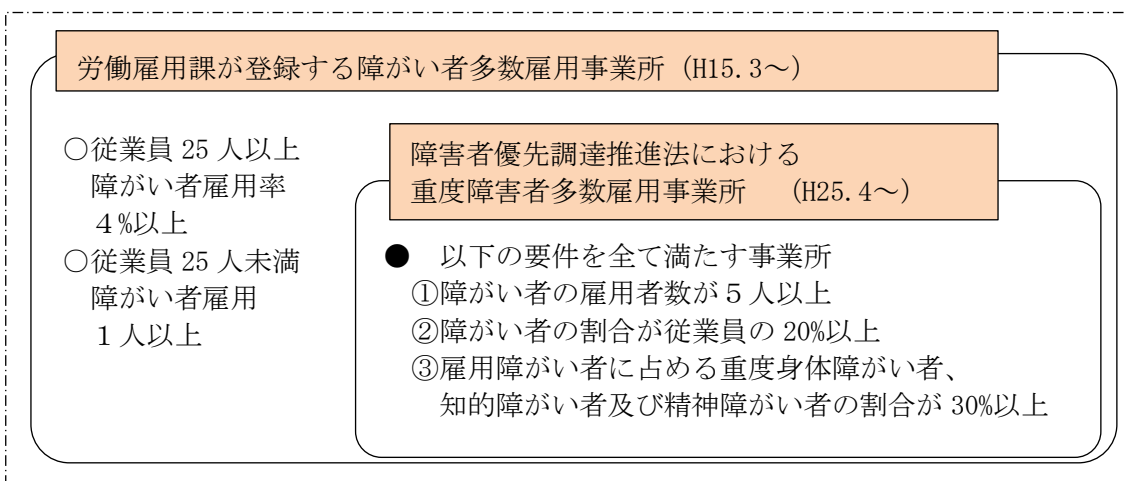 労働雇用課が登録する障がい者多数雇用事業所 (H15.3～)
○従業員 25 人以上
障がい者雇用率
４%以上
○従業員 25 人未満
障がい者雇用
１人以上
障害者優先調達推進法における
重度障害者多数雇用事業所　 (H25.4～)
●　以下の要件を全て満たす事業所
①障がい者の雇用者数が５人以上
②障がい者の割合が従業員の 20%以上
③雇用障がい者に占める重度身体障がい者、
知的障がい者及び精神障がい者の割合が 30%以上